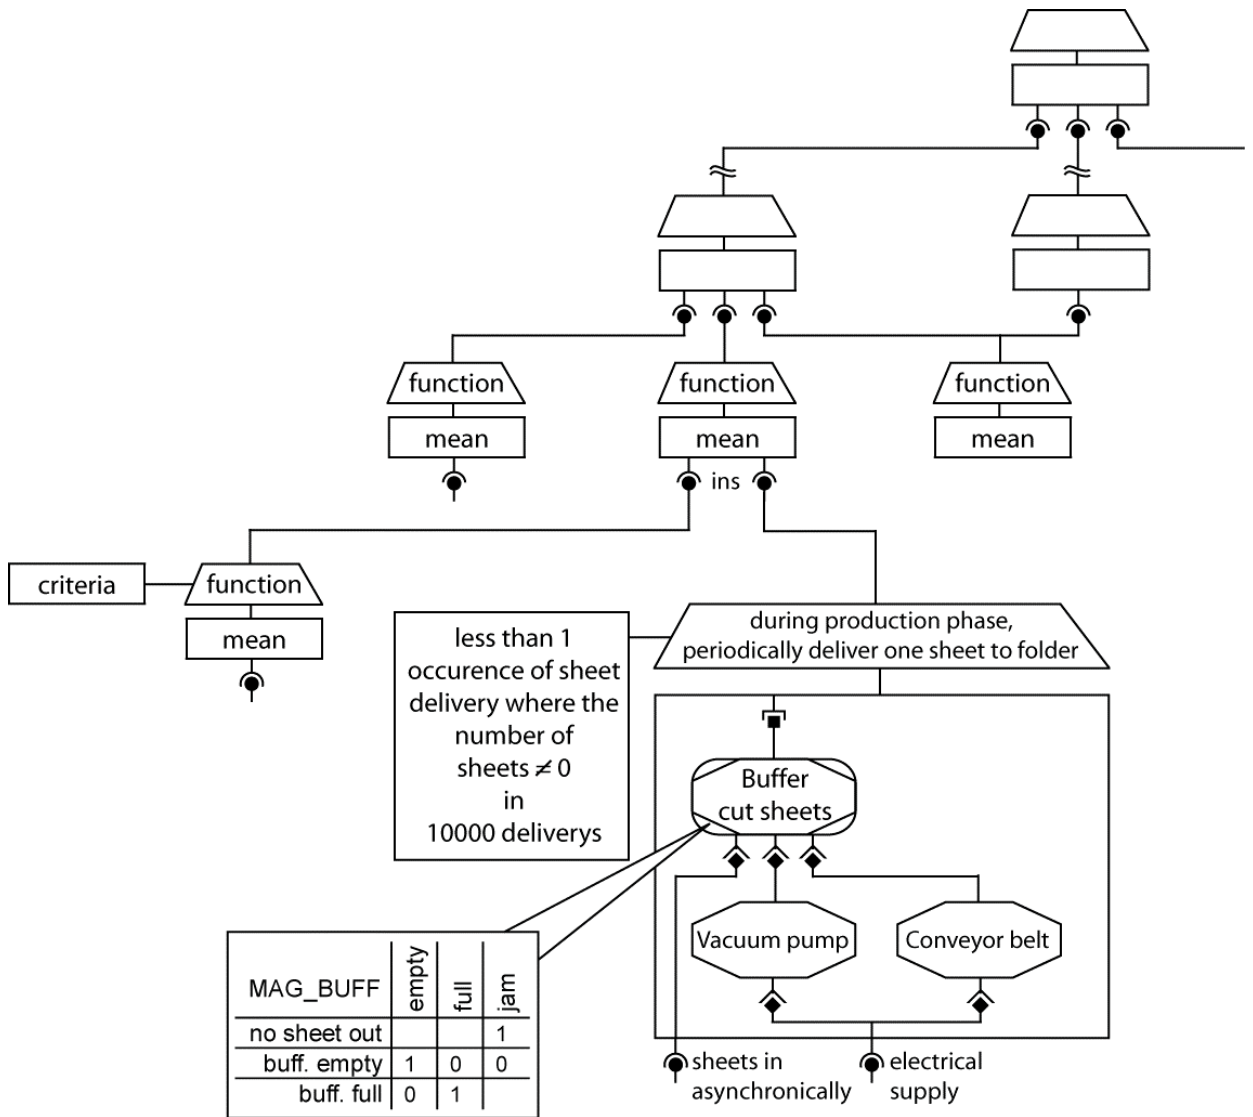 function
function
function
mean
mean
mean
ins
criteria
function
mean
during production phase,
periodically deliver one sheet to folder
less than 1
occurence of sheet
delivery where the
number of
sheets ≠ 0
in
10000 deliverys
Buffer
cut sheets
Vacuum pump
Conveyor belt
MAG_BUFF empty full jam
no sheet out 1
buff. empty 1 0 0
buff. full 0 1
sheets in
asynchronically
electrical
supply